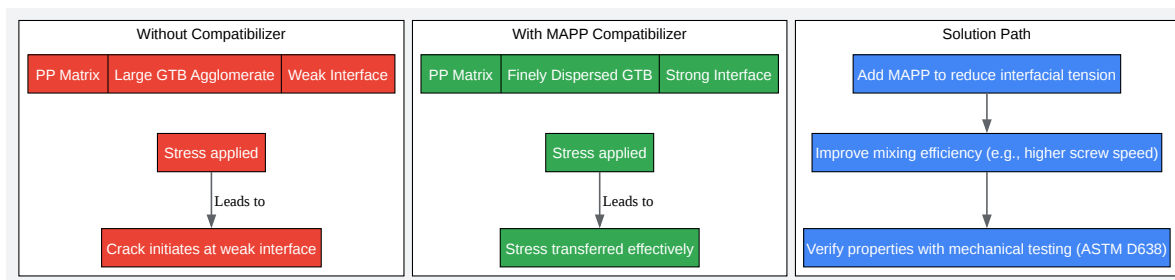 Without Compatibilizer
PP Matrix
Large GTB Agglomerate
Weak Interface
Stress applied
Leads to
Crack initiates at weak interface
With MAPP Compatibilizer
PP Matrix
Finely Dispersed GTB
Strong Interface
Stress applied
Leads to
Stress transferred effectively
Solution Path
Add MAPP to reduce interfacial tension
Improve mixing efficiency (e.g., higher screw speed)
Verify properties with mechanical testing (ASTM D638)